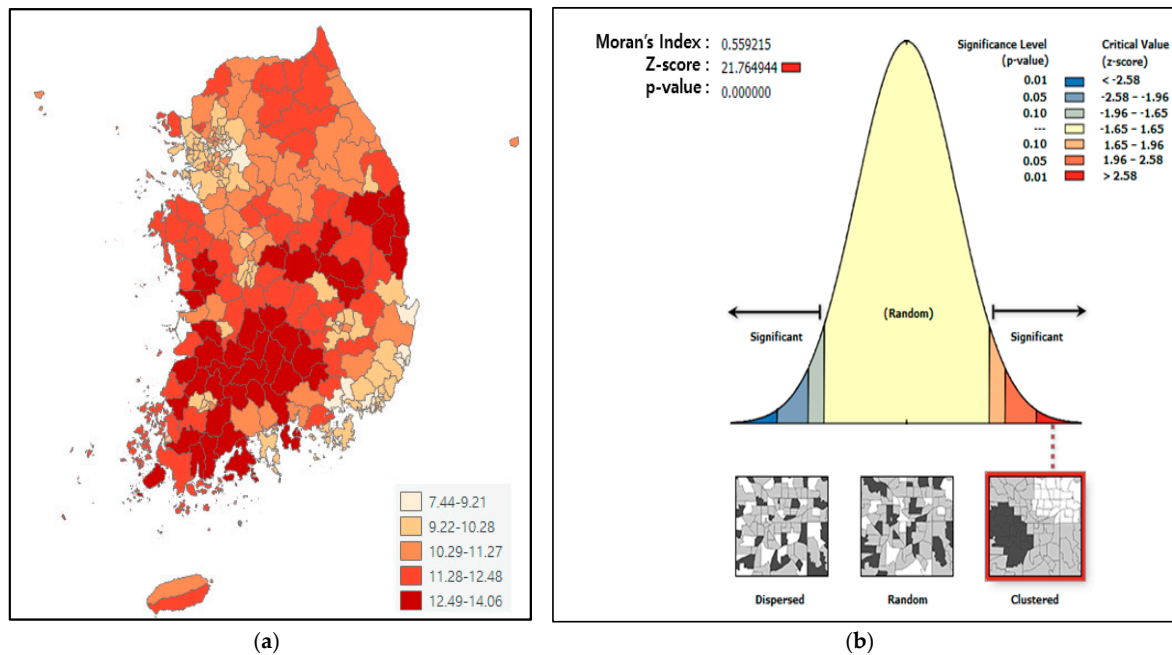 7.44-9.21
9.22-10.28
10.29-11.27
11.28-12.48
12.49-14.06
(a)
Moran's Index : 0.559215
Z-score : 21.764944
p-value : 0.000000
Significance Level Critical Value
(p-value) (z-score)
0.01 < -2.58
0.05 -2.58 – -1.96
0.10 -1.96 – -1.65
--- -1.65 – 1.65
0.10 1.65 – 1.96
0.05 1.96 – 2.58
0.01 > 2.58
(Random)
Significant Significant
Dispersed Random Clustered
(b)